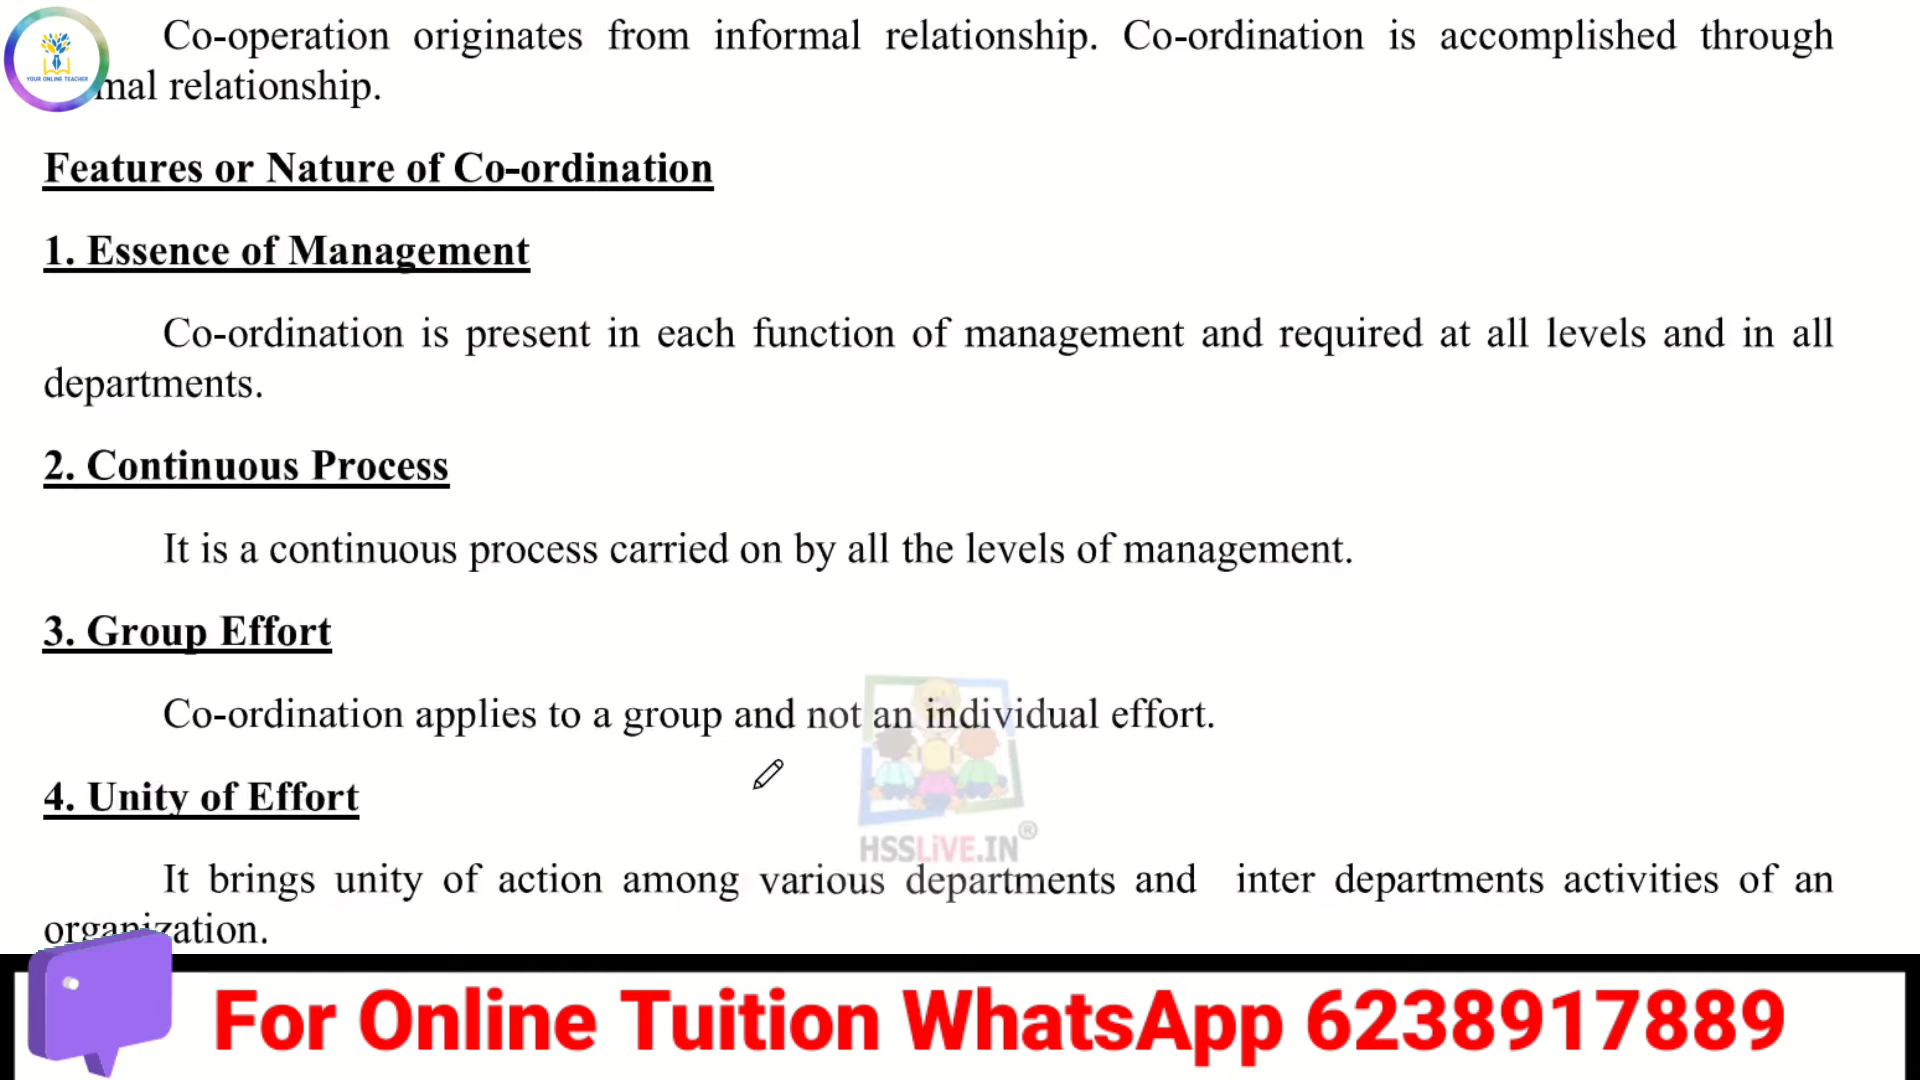 Co-operation originates from informal relationship. Co-ordination is accomplished through
mal relationship.
YOUR ONLINE TEACHER
Features or Nature of Co-ordination
1. Essence of Management
Co-ordination is present in each function of management and required at all levels and in all
departments.
2. Continuous Process
It is a continuous process carried on by all the levels of management.
3. Group Effort
Co-ordination applies to a group and not an individual effort.
4. Unity of Effort
HSSLiVE.IN®
It brings unity of action among various departments and inter departments activities of an
organization.
For Online Tuition WhatsApp 6238917889